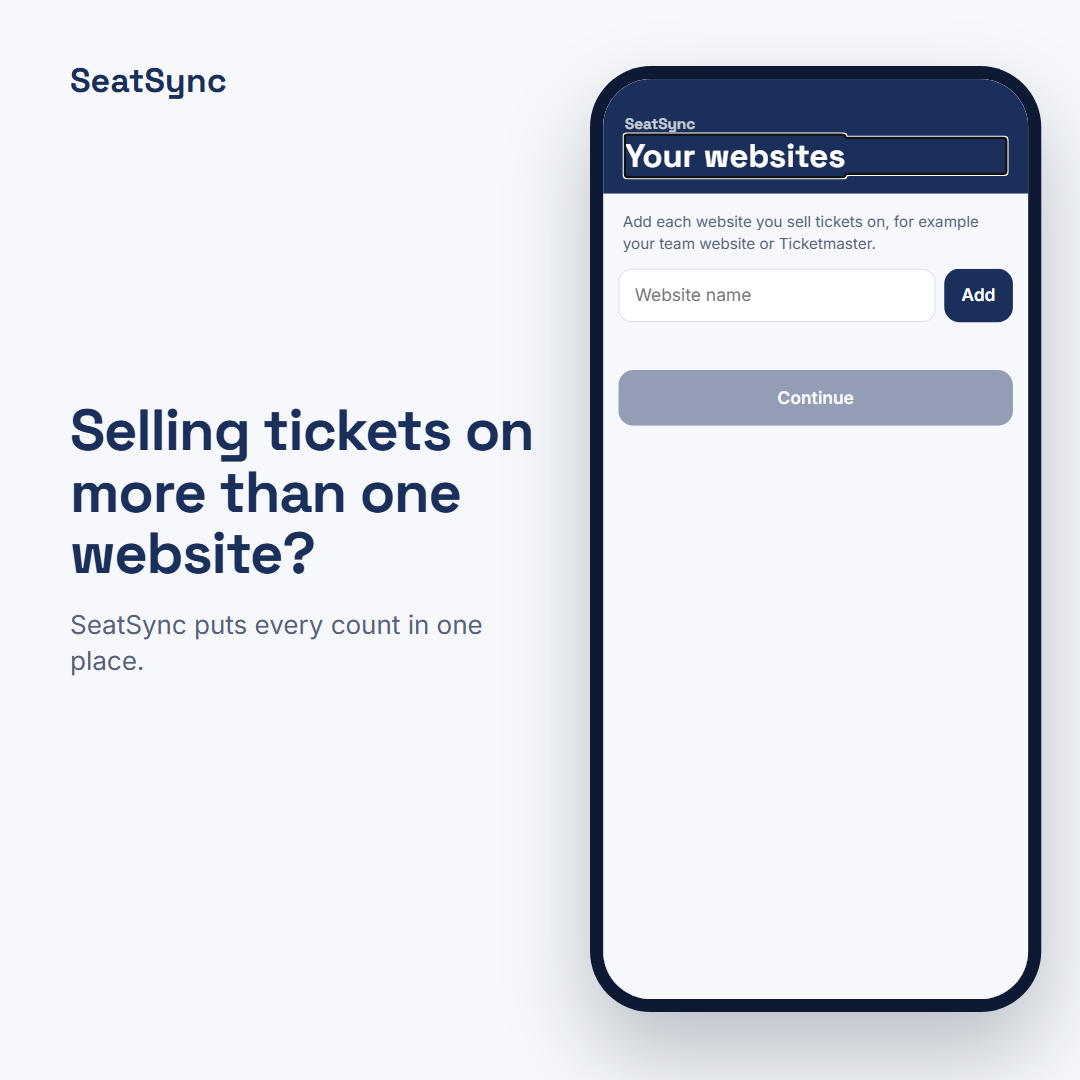 SeatSync
Selling tickets on
more than one
website?
SeatSync puts every count in one
place.
SeatSync
Your websites
Add each website you sell tickets on, for example
your team website or Ticketmaster.
Website name
Add
Continue